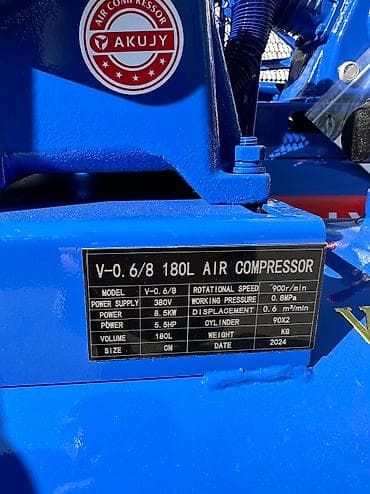 AIR COMPRESSOR
AKUJY
V-0.6/8 180L AIR COMPRESSOR
MODEL V-0.6/8 ROTATIONAL SPEED 900r/min
POWER SUPPLY 380V WORKING PRESSURE 0.8MPa
POWER 8.5KW DISPLACEMENT 0.6 m³/min
POWER 5.5HP CYLINDER 90X2
VOLUME 180L WEIGHT KG
SIZE CM DATE 2024